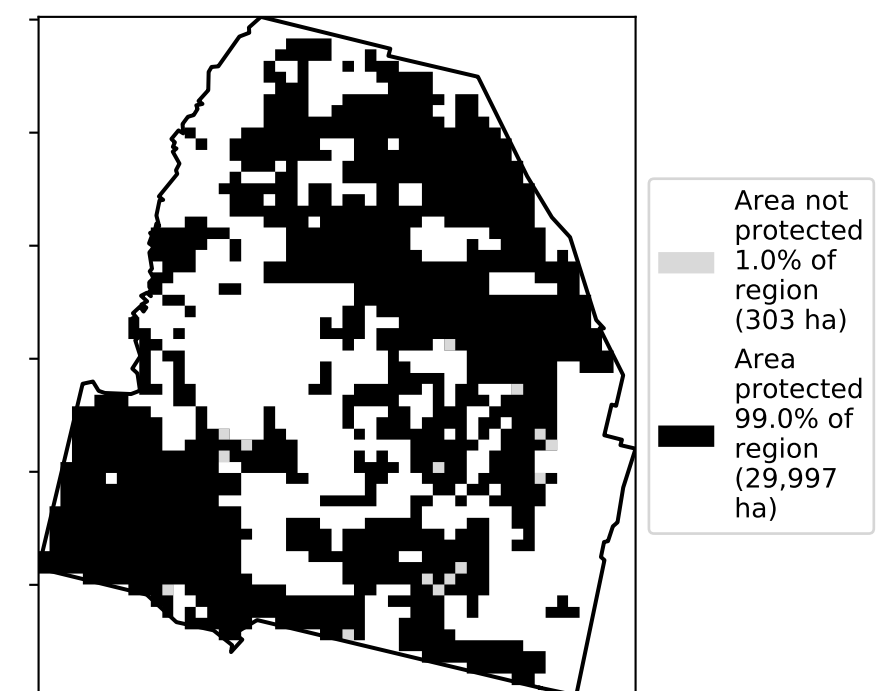 Area not
protected
1.0% of
region
(303 ha)
Area
protected
99.0% of
region
(29,997
ha)